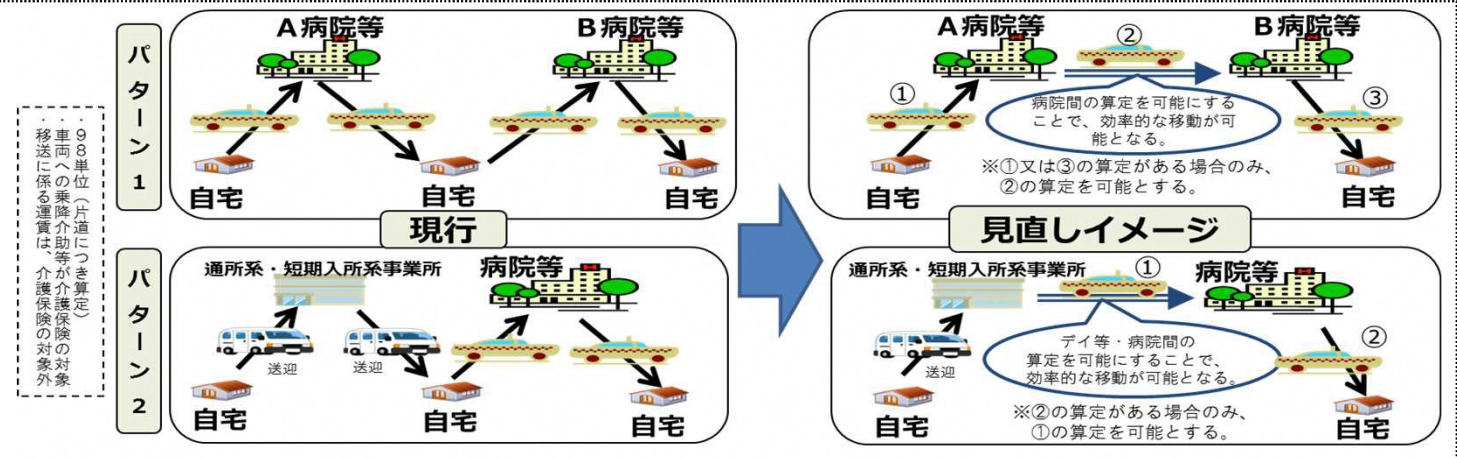 ・98単位(片道につき算定)
・車両への乗降介助等が介護保険の対象
・移送に係る運賃は、介護保険の対象外
パターン1
A病院等
B病院等
自宅
自宅
自宅
現行
パターン2
通所系・短期入所系事業所
病院等
送迎
送迎
自宅
自宅
自宅
A病院等
②
B病院等
①
③
病院間の算定を可能にする
ことで、効率的な移動が可
能となる。
※①又は③の算定がある場合のみ、
②の算定を可能とする。
自宅
自宅
見直しイメージ
通所系・短期入所系事業所
①
病院等
②
送迎
デイ等・病院間の
算定を可能にすることで、
効率的な移動が可能となる。
※②の算定がある場合のみ、
①の算定を可能とする。
自宅
自宅